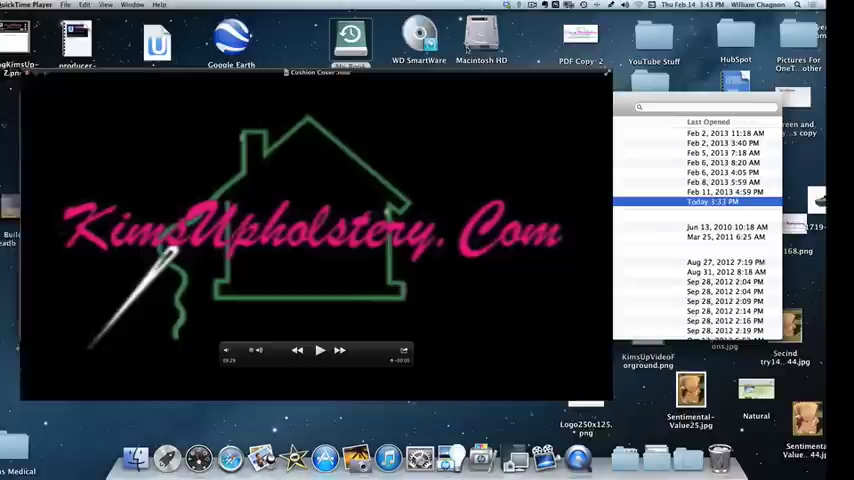 QuickTime Player File Edit View Window Help
Thu Feb 14 3:43 PM William Chagnon
producer-
Google Earth
WD SmartWare
Macintosh HD
PDF Copy-2
YouTube Stuff
HubSpot
Pictures For
OneT...other
Cushion Cover
KimsUpholstery. Com
09:29
Last Opened
Feb 2, 2013 11:18 AM
Feb 2, 2013 3:40 PM
Feb 5, 2013 7:18 AM
Feb 6, 2013 8:20 AM
Feb 6, 2013 4:05 PM
Feb 8, 2013 5:59 AM
Feb 11, 2013 4:59 PM
Today 3:33 PM
Jun 13, 2010 10:18 AM
Mar 25, 2011 6:25 AM
Aug 27, 2012 7:19 PM
Aug 31, 2012 8:18 AM
Sep 28, 2012 2:04 PM
Sep 28, 2012 2:04 PM
Sep 28, 2012 2:09 PM
Sep 28, 2012 2:14 PM
Sep 28, 2012 2:16 PM
Sep 28, 2012 2:19 PM
KimsUpVideoF
orground.png
Secind
try14...45.jpg
Logo250x125.
png
Sentimental-
Value25.jpg
Natural
Sentimenta
ns Medical